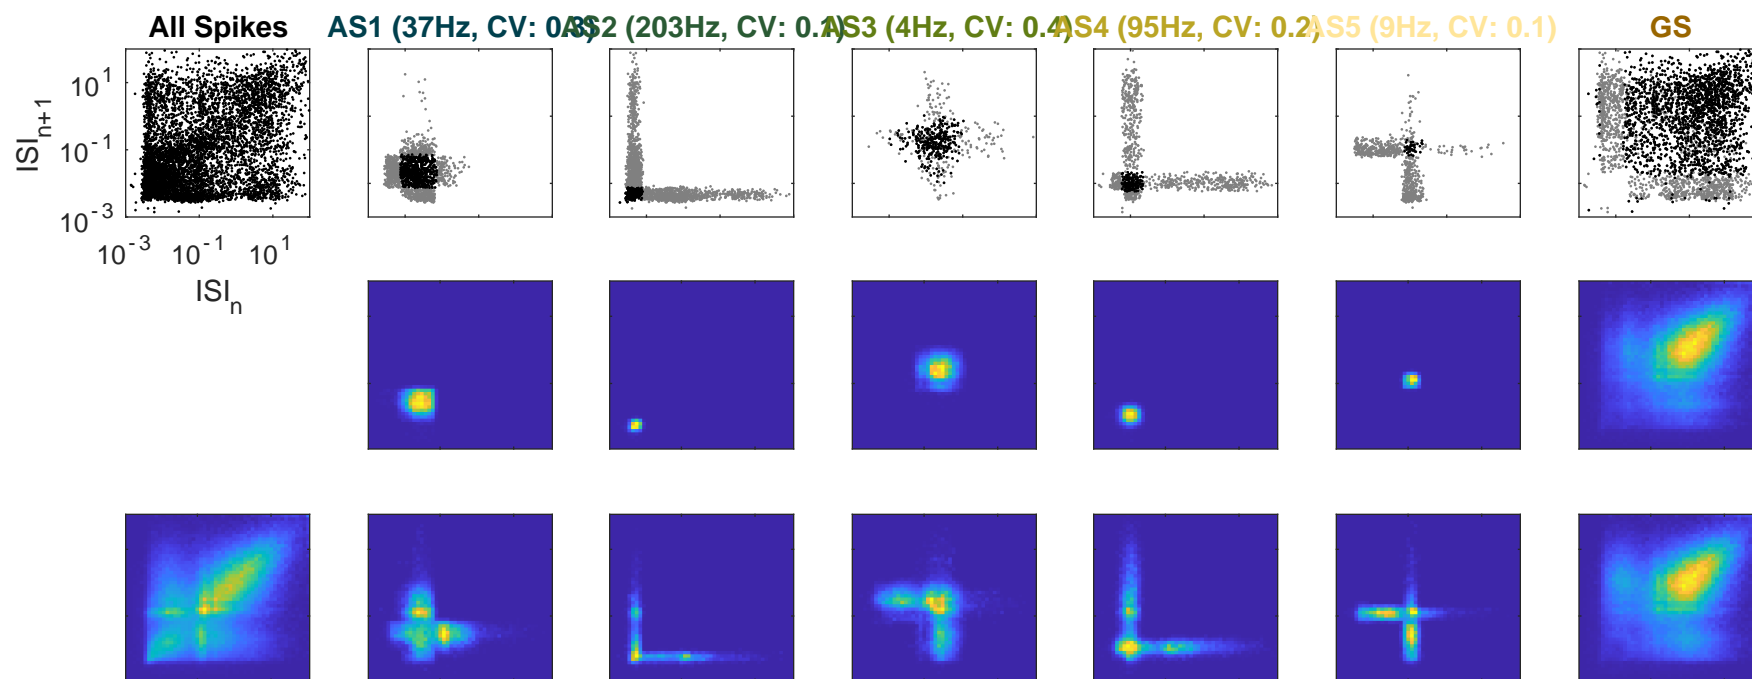 All Spikes
AS1 (37Hz, CV: 0.3)
AS2 (203Hz, CV: 0.1)
AS3 (4Hz, CV: 0.4)
AS4 (95Hz, CV: 0.2)
AS5 (9Hz, CV: 0.1)
GS
ISI_{n+1}
10^1
10^{-1}
10^{-3}
10^{-3} 10^{-1} 10^1
ISI_n